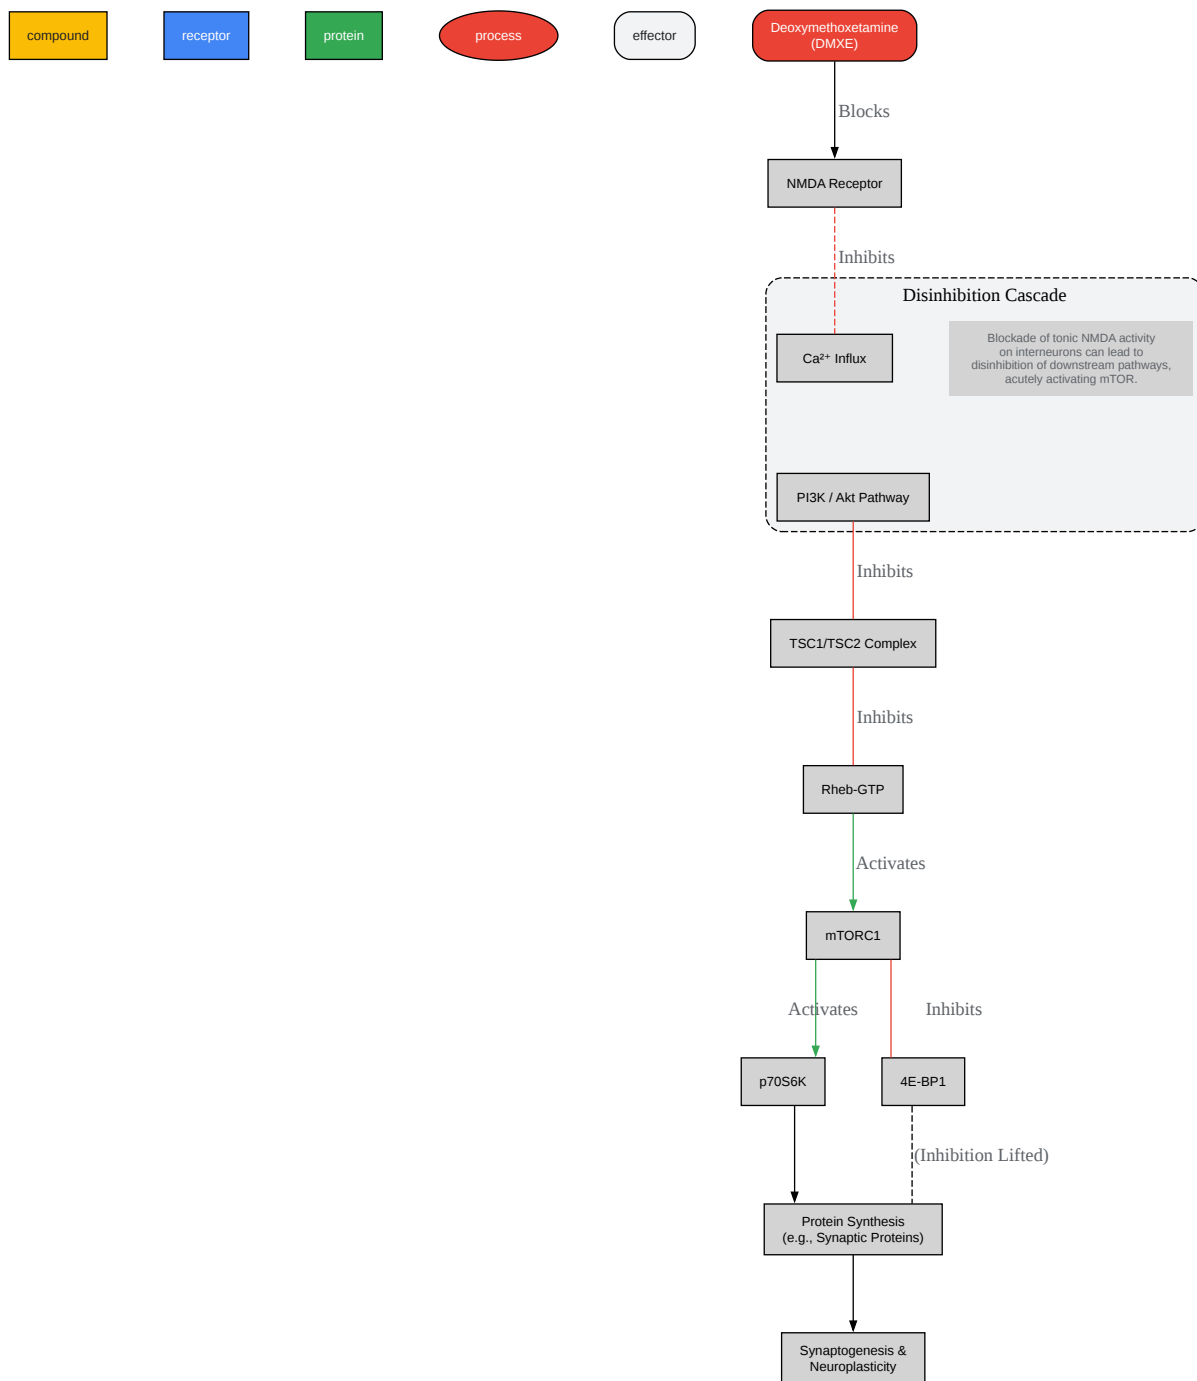 compound
receptor
protein
process
effector
Deoxymethoxetamine
(DMXE)
Blocks
NMDA Receptor
Inhibits
Disinhibition Cascade
Ca²⁺ Influx
Blockade of tonic NMDA activity
on interneurons can lead to
disinhibition of downstream pathways,
acutely activating mTOR.
PI3K / Akt Pathway
Inhibits
TSC1/TSC2 Complex
Inhibits
Rheb-GTP
Activates
mTORC1
Activates
Inhibits
p70S6K
4E-BP1
(Inhibition Lifted)
Protein Synthesis
(e.g., Synaptic Proteins)
Synaptogenesis &
Neuroplasticity